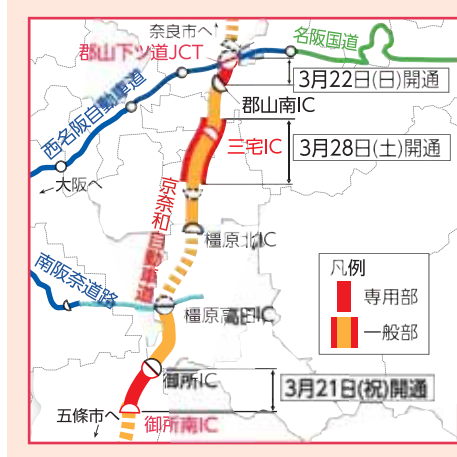 奈良市へ
名阪国道
郡山下ツ道JCT
3月22日(日)開通
郡山南IC
西名阪自動車道
三宅IC
3月28日(土)開通
大阪へ
京奈和自動車道
橿原北IC
南阪奈道路
凡例
専用部
一般部
橿原高田IC
御所IC
3月21日(祝)開通
五條市へ
御所南IC